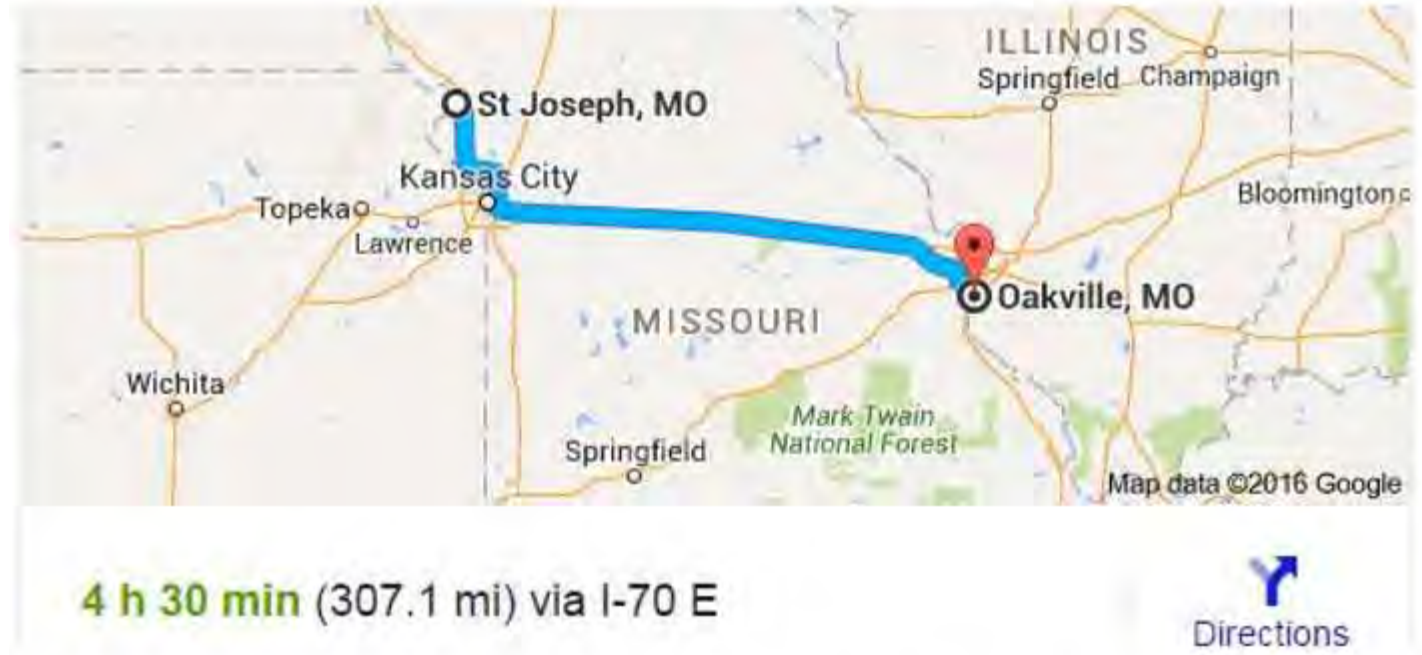 ILLINOIS
Springfield
Champaign
St Joseph, MO
Kansas City
Bloomington
Topeka
Lawrence
Oakville, MO
MISSOURI
Wichita
Mark Twain
National Forest
Springfield
Map data ©2016 Google
4 h 30 min (307.1 mi) via I-70 E
Directions